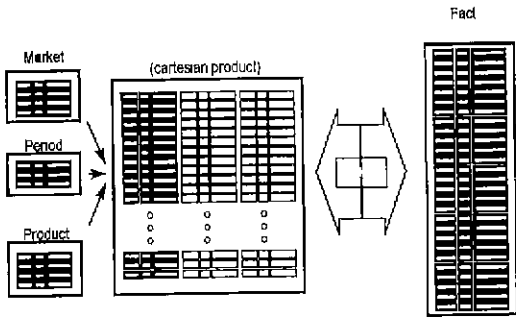 Fact
Market
(cartesian product)
Period
Product